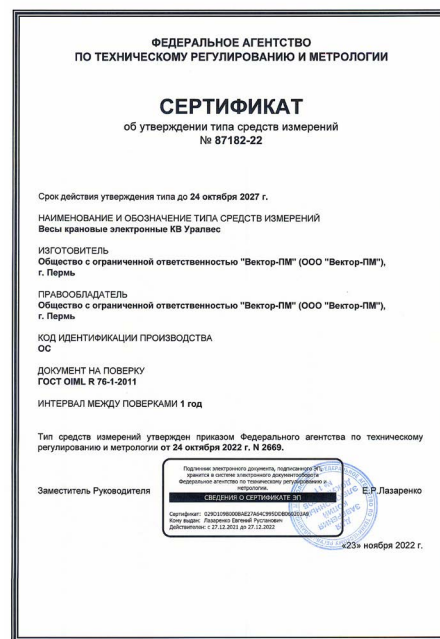 ФЕДЕРАЛЬНОЕ АГЕНТСТВО
ПО ТЕХНИЧЕСКОМУ РЕГУЛИРОВАНИЮ И МЕТРОЛОГИИ
СЕРТИФИКАТ
об утверждении типа средств измерений
№ 87182-22
Срок действия утверждения типа до 24 октября 2027 г.
НАИМЕНОВАНИЕ И ОБОЗНАЧЕНИЕ ТИПА СРЕДСТВ ИЗМЕРЕНИЙ
Весы крановые электронные КВ Уралвес
ИЗГОТОВИТЕЛЬ
Общество с ограниченной ответственностью "Вектор-ПМ" (ООО "Вектор-ПМ"),
г. Пермь
ПРАВООБЛАДАТЕЛЬ
Общество с ограниченной ответственностью "Вектор-ПМ" (ООО "Вектор-ПМ"),
г. Пермь
КОД ИДЕНТИФИКАЦИИ ПРОИЗВОДСТВА
ОС
ДОКУМЕНТ НА ПОВЕРКУ
ГОСТ OIML R 76-1-2011
ИНТЕРВАЛ МЕЖДУ ПОВЕРКАМИ 1 год
Тип средств измерений утвержден приказом Федерального агентства по техническому
регулированию и метрологии от 24 октября 2022 г. N 2669.
Подлинник электронного документа, подписанного ЭП,
хранится в системе электронного документооборота
Федеральное агентство по техническому регулированию и
метрологии.
СВЕДЕНИЯ О СЕРТИФИКАТЕ ЭП
Заместитель Руководителя
Е.Р.Лазаренко
Сертификат:
Кому выдан: Лазаренко Евгений Русланович
Действителен: с 27.12.2021 до 27.12.2022
«23» ноября 2022 г.